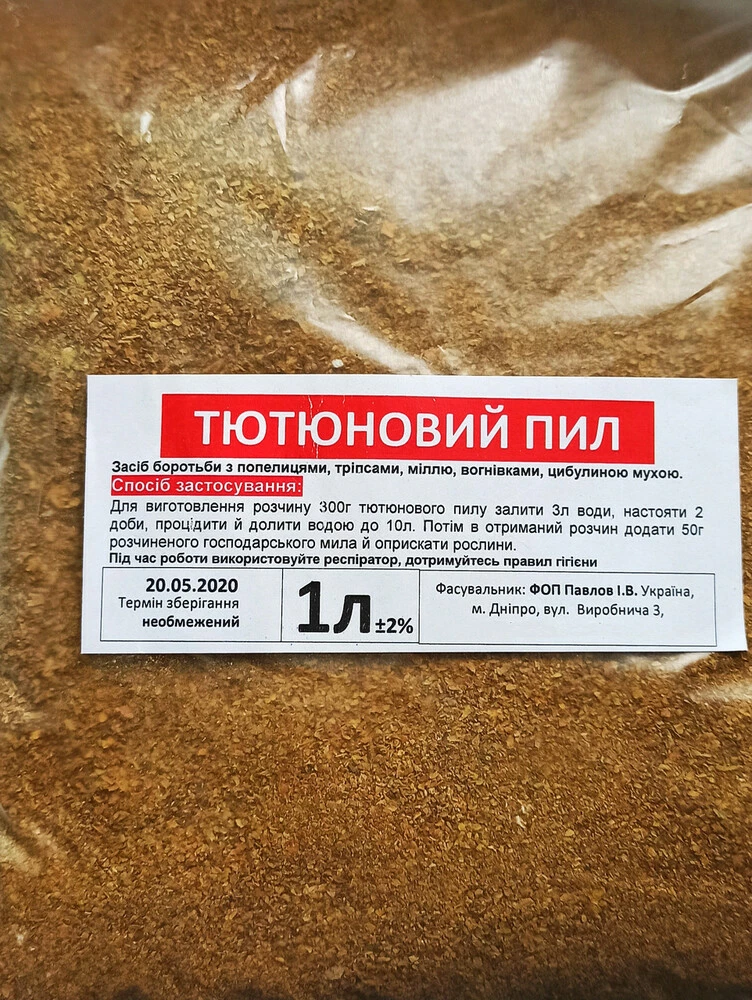 ТЮТЮНОВИЙ ПИЛ
Засіб боротьби з попелицями, тріпсами, міллю, вогнівками, цибулиною мухою.
Спосіб застосування:
Для виготовлення розчину 300г тютюнового пилу залити 3л води, настояти 2
доби, процідити й долити водою до 10л. Потім в отриманий розчин додати 50г
розчиненого господарського мила й оприскати рослини.
Під час роботи використовуйте респіратор, дотримуйтесь правил гігієни
20.05.2020
Термін зберігання
необмежений
1л±2%
Фасувальник: ФОП Павлов І.В. Україна,
м. Дніпро, вул. Виробнича 3,